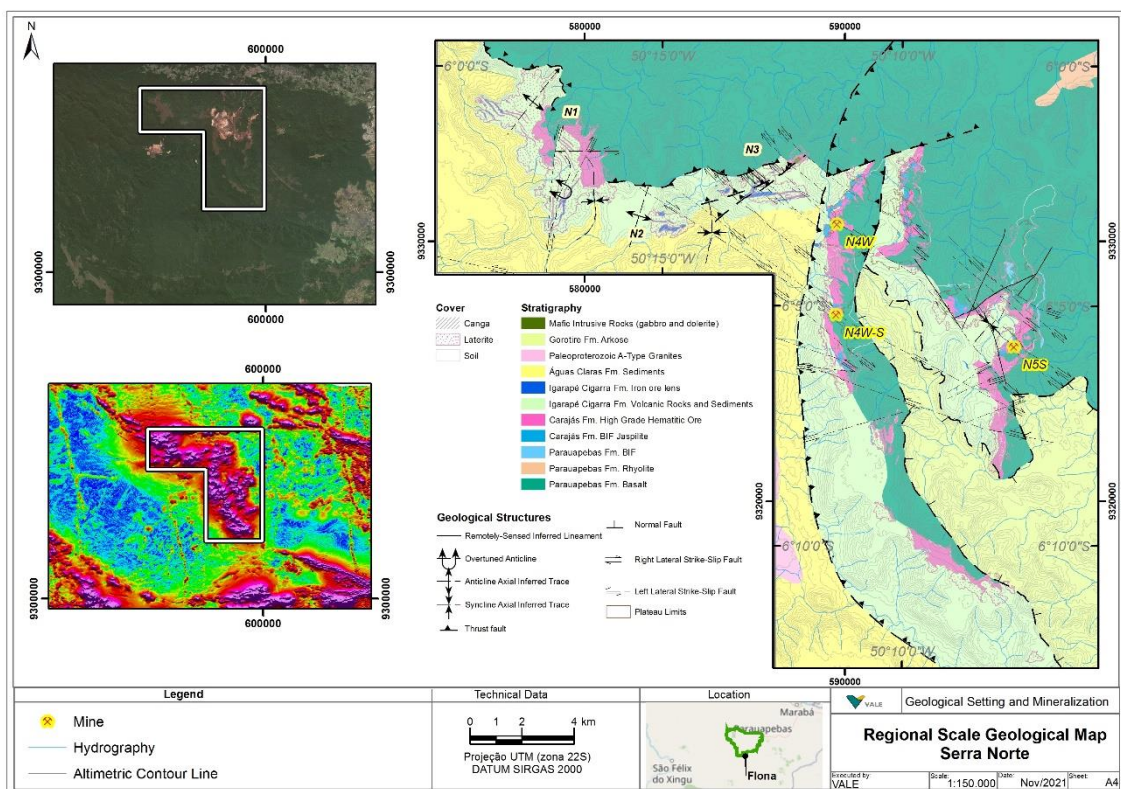 N
600000
9300000
600000
600000
9300000
600000
580000
590000
6°0'0"S
50°15'0"W
50°10'0"W
6°0'0"S
N1
N3
N2
9330000
50°15'0"W
580000
N4W
9330000
6°5'0"S
6°5'0"S
N4W-S
N5S
9320000
9320000
6°10'0"S
6°10'0"S
50°10'0"W
590000
Cover
Canga
Laterite
Soil
Stratigraphy
Mafic Intrusive Rocks (gabbro and dolerite)
Gorotire Fm. Arkose
Paleoproterozoic A-Type Granites
Águas Claras Fm. Sediments
Igarapé Cigarra Fm. Iron ore lens
Igarapé Cigarra Fm. Volcanic Rocks and Sediments
Carajás Fm. High Grade Hematitic Ore
Carajás Fm. BIF Jaspilite
Parauapebas Fm. BIF
Parauapebas Fm. Rhyolite
Parauapebas Fm. Basalt
Geological Structures
Remotely-Sensed Inferred Lineament
Overtuned Anticline
Anticline Axial Inferred Trace
Syncline Axial Inferred Trace
Thrust fault
Normal Fault
Right Lateral Strike-Slip Fault
Left Lateral Strike-Slip Fault
Plateau Limits
Legend
Mine
Hydrography
Altimetric Contour Line
Technical Data
0 1 2 4 km
Projeção UTM (zona 22S)
DATUM SIRGAS 2000
Location
Marabá
Parauapebas
São Félix
do Xingu
Flona
VALE
Geological Setting and Mineralization
Regional Scale Geological Map
Serra Norte
Executed by:
VALE
Scale:
1:150.000
Date:
Nov/2021
Sheet:
A4